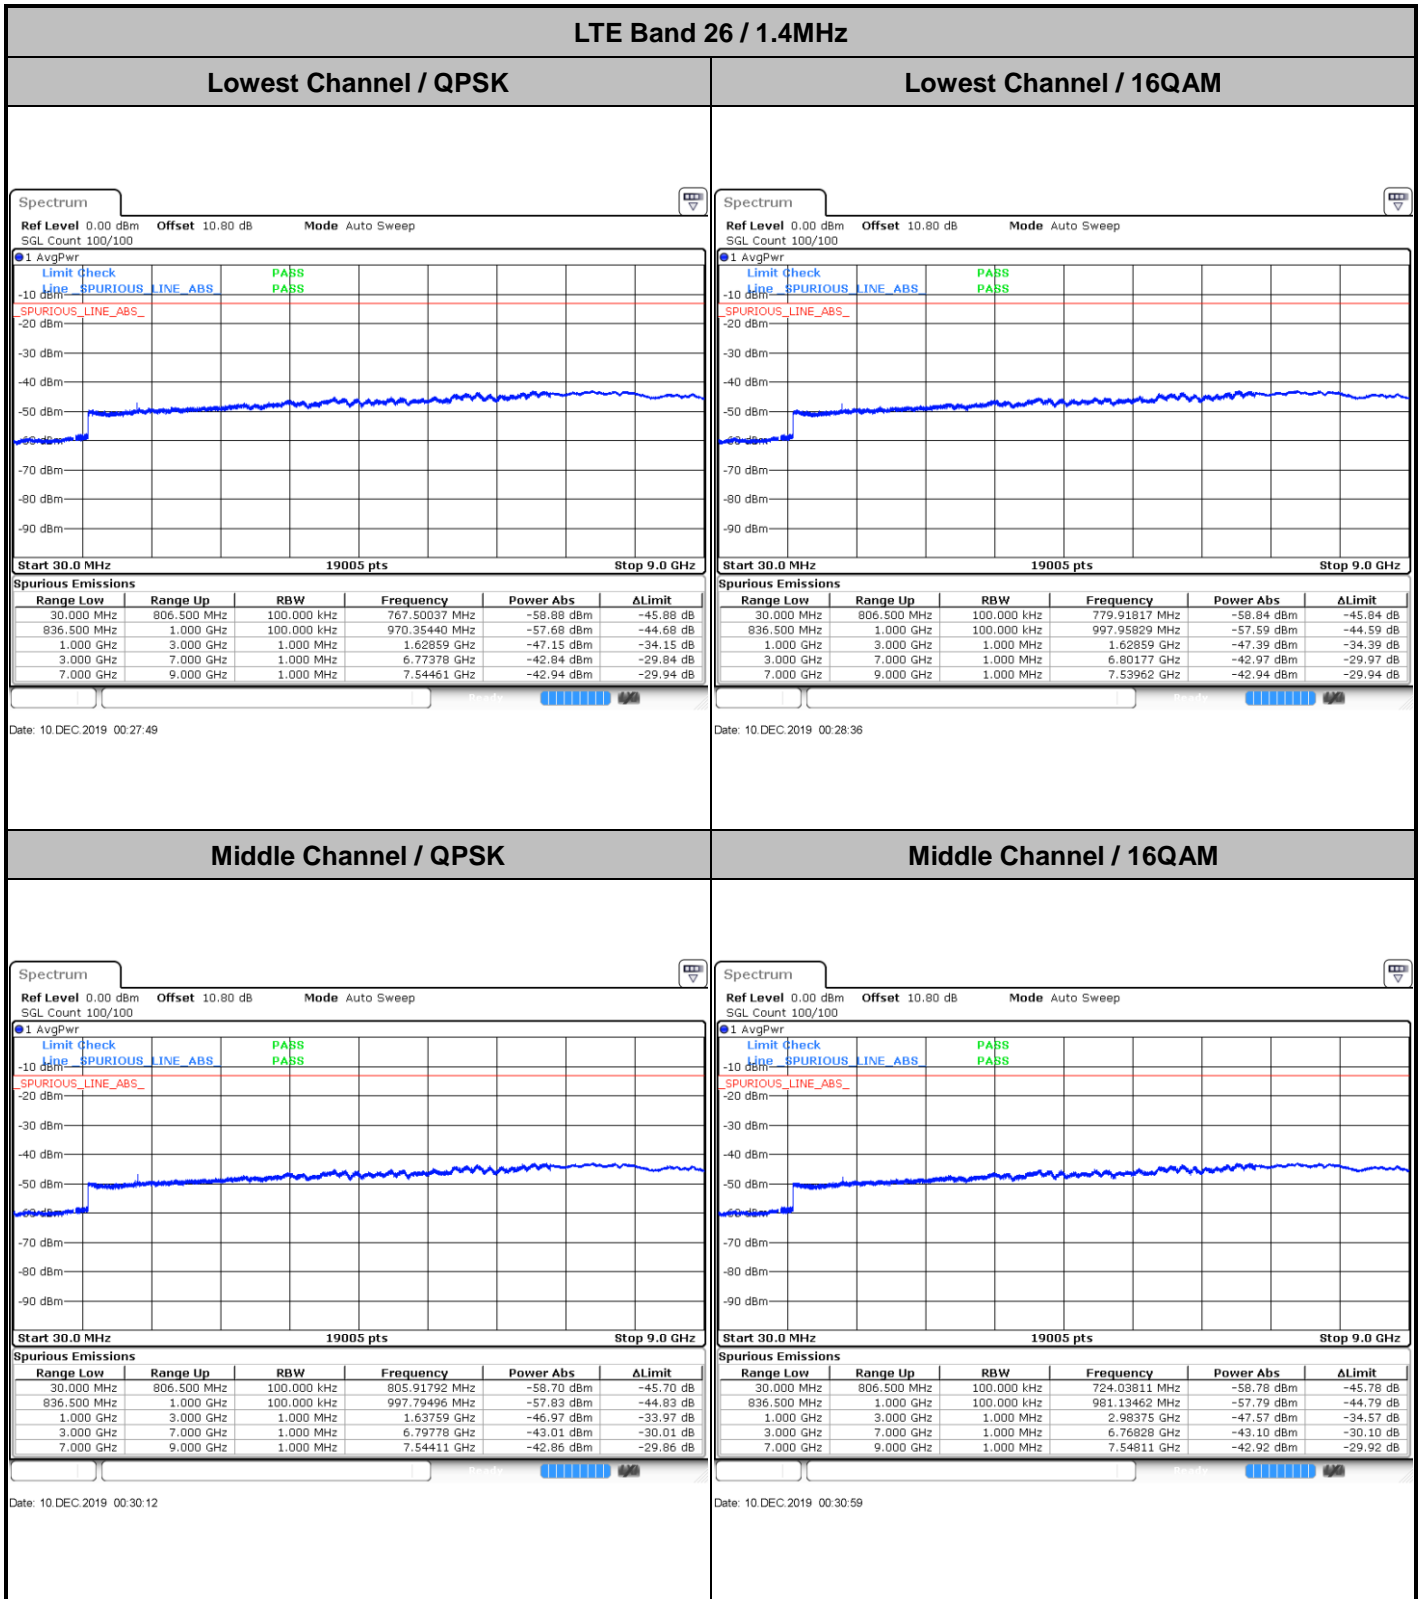 LTE Band 26 / 1.4MHz
Lowest Channel / QPSK
Lowest Channel / 16QAM
Spectrum
Ref Level 0.00 dBm Offset 10.80 dB Mode Auto Sweep
SGL Count 100/100
1 AvgPwr
Limit Check PASS
Line _SPURIOUS_LINE_ABS_ PASS
-10 dBm
_SPURIOUS_LINE_ABS_
-20 dBm
-30 dBm
-40 dBm
-50 dBm
-60 dBm
-70 dBm
-80 dBm
-90 dBm
Start 30.0 MHz 19005 pts Stop 9.0 GHz
Spurious Emissions
Range Low Range Up RBW Frequency Power Abs ΔLimit
30.000 MHz 806.500 MHz 100.000 kHz 767.50037 MHz -58.88 dBm -45.88 dB
836.500 MHz 1.000 GHz 100.000 kHz 970.35440 MHz -57.68 dBm -44.68 dB
1.000 GHz 3.000 GHz 1.000 MHz 1.62859 GHz -47.15 dBm -34.15 dB
3.000 GHz 7.000 GHz 1.000 MHz 6.77378 GHz -42.84 dBm -29.84 dB
7.000 GHz 9.000 GHz 1.000 MHz 7.54461 GHz -42.94 dBm -29.94 dB
Ready
Date: 10.DEC.2019 00:27:49
Spectrum
Ref Level 0.00 dBm Offset 10.80 dB Mode Auto Sweep
SGL Count 100/100
1 AvgPwr
Limit Check PASS
Line _SPURIOUS_LINE_ABS_ PASS
-10 dBm
_SPURIOUS_LINE_ABS_
-20 dBm
-30 dBm
-40 dBm
-50 dBm
-60 dBm
-70 dBm
-80 dBm
-90 dBm
Start 30.0 MHz 19005 pts Stop 9.0 GHz
Spurious Emissions
Range Low Range Up RBW Frequency Power Abs ΔLimit
30.000 MHz 806.500 MHz 100.000 kHz 779.91817 MHz -58.84 dBm -45.84 dB
836.500 MHz 1.000 GHz 100.000 kHz 997.95829 MHz -57.59 dBm -44.59 dB
1.000 GHz 3.000 GHz 1.000 MHz 1.62859 GHz -47.39 dBm -34.39 dB
3.000 GHz 7.000 GHz 1.000 MHz 6.80177 GHz -42.97 dBm -29.97 dB
7.000 GHz 9.000 GHz 1.000 MHz 7.53962 GHz -42.94 dBm -29.94 dB
Ready
Date: 10.DEC.2019 00:28:36
Middle Channel / QPSK
Middle Channel / 16QAM
Spectrum
Ref Level 0.00 dBm Offset 10.80 dB Mode Auto Sweep
SGL Count 100/100
1 AvgPwr
Limit Check PASS
Line _SPURIOUS_LINE_ABS_ PASS
-10 dBm
_SPURIOUS_LINE_ABS_
-20 dBm
-30 dBm
-40 dBm
-50 dBm
-60 dBm
-70 dBm
-80 dBm
-90 dBm
Start 30.0 MHz 19005 pts Stop 9.0 GHz
Spurious Emissions
Range Low Range Up RBW Frequency Power Abs ΔLimit
30.000 MHz 806.500 MHz 100.000 kHz 805.91792 MHz -58.70 dBm -45.70 dB
836.500 MHz 1.000 GHz 100.000 kHz 997.79496 MHz -57.83 dBm -44.83 dB
1.000 GHz 3.000 GHz 1.000 MHz 1.63759 GHz -46.97 dBm -33.97 dB
3.000 GHz 7.000 GHz 1.000 MHz 6.79778 GHz -43.01 dBm -30.01 dB
7.000 GHz 9.000 GHz 1.000 MHz 7.54411 GHz -42.86 dBm -29.86 dB
Ready
Date: 10.DEC.2019 00:30:12
Spectrum
Ref Level 0.00 dBm Offset 10.80 dB Mode Auto Sweep
SGL Count 100/100
1 AvgPwr
Limit Check PASS
Line _SPURIOUS_LINE_ABS_ PASS
-10 dBm
_SPURIOUS_LINE_ABS_
-20 dBm
-30 dBm
-40 dBm
-50 dBm
-60 dBm
-70 dBm
-80 dBm
-90 dBm
Start 30.0 MHz 19005 pts Stop 9.0 GHz
Spurious Emissions
Range Low Range Up RBW Frequency Power Abs ΔLimit
30.000 MHz 806.500 MHz 100.000 kHz 724.03811 MHz -58.78 dBm -45.78 dB
836.500 MHz 1.000 GHz 100.000 kHz 981.13462 MHz -57.79 dBm -44.79 dB
1.000 GHz 3.000 GHz 1.000 MHz 2.98375 GHz -47.57 dBm -34.57 dB
3.000 GHz 7.000 GHz 1.000 MHz 6.76828 GHz -43.10 dBm -30.10 dB
7.000 GHz 9.000 GHz 1.000 MHz 7.54811 GHz -42.92 dBm -29.92 dB
Ready
Date: 10.DEC.2019 00:30:59